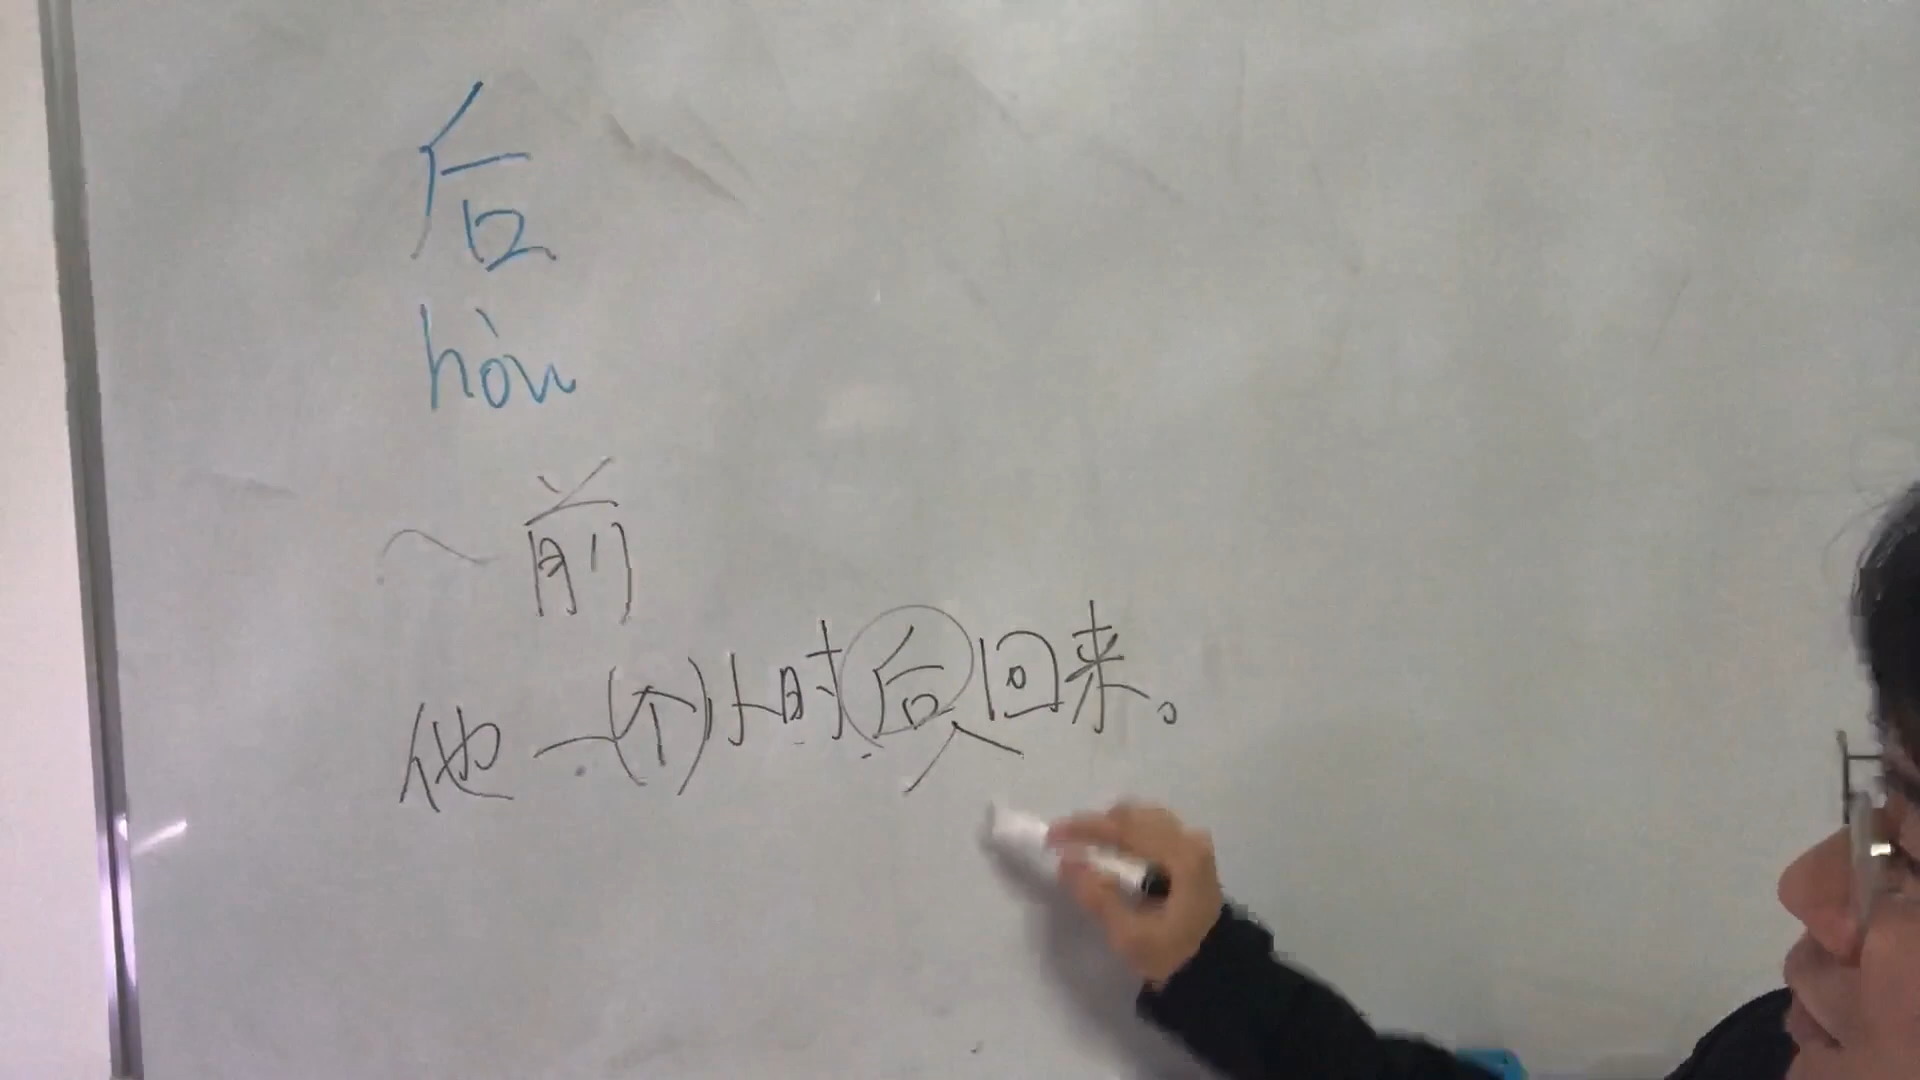 后
hòu
~前
他一(个)小时后回来。